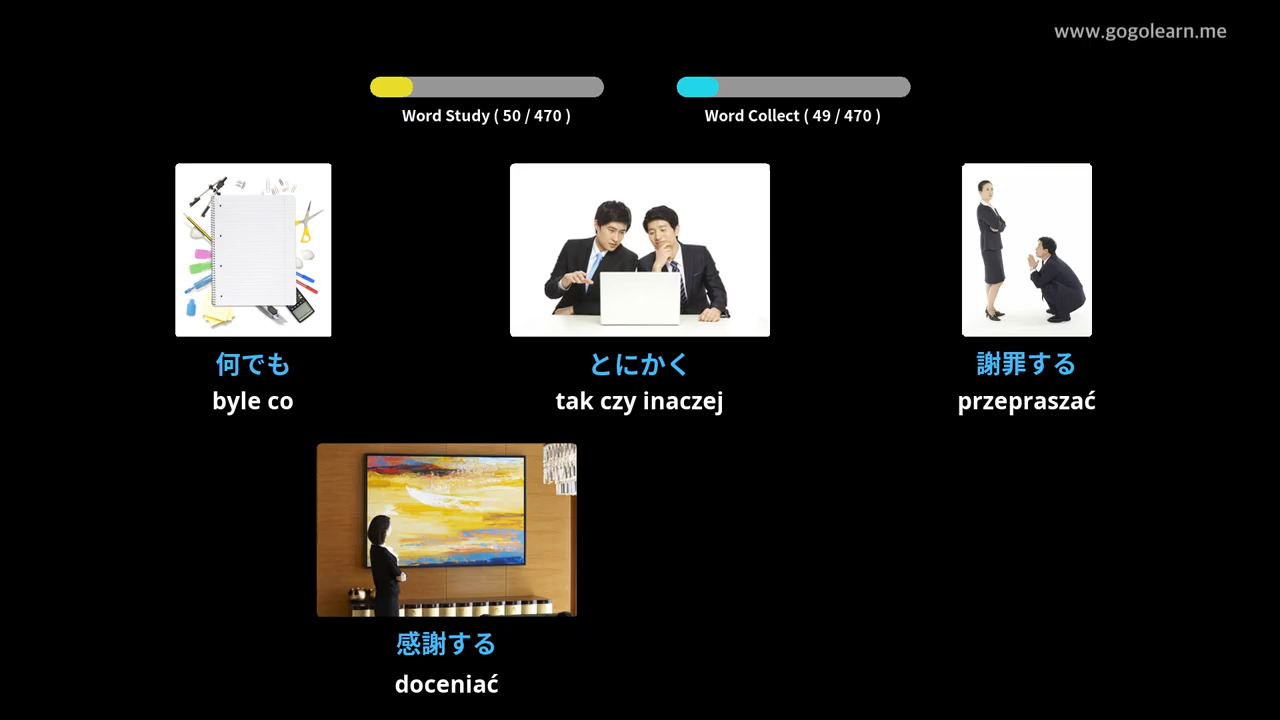 www.gogolearn.me
Word Study ( 50 / 470 )
Word Collect ( 49 / 470 )
何でも
byle co
とにかく
tak czy inaczej
謝罪する
przepraszać
感謝する
doceniać